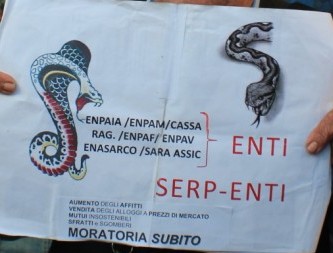 ENPAIA /ENPAM/CASSA
RAG. /ENPAF/ ENPAV
ENASARCO /SARA ASSIC
ENTI
SERP-ENTI
AUMENTO DEGLI AFFITTI
VENDITA DEGLI ALLOGGI A PREZZI DI MERCATO
MUTUI INSOSTENIBILI
SFRATTI e SGOMBERI
MORATORIA SUBITO